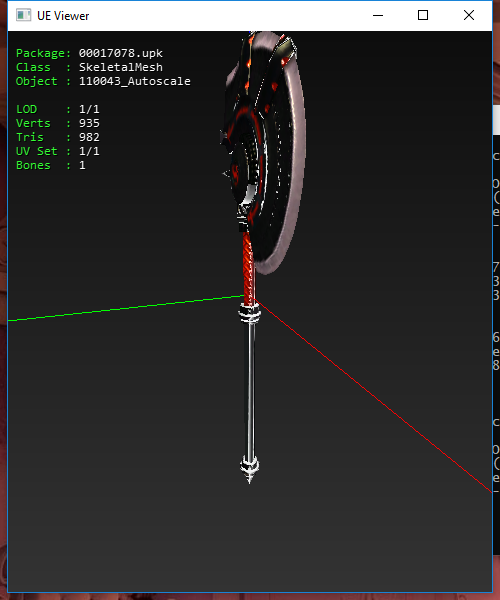 UE Viewer
Package: 00017078.upk
Class : SkeletalMesh
Object : 110043_Autoscale
LOD : 1/1
Verts : 935
Tris : 982
UV Set : 1/1
Bones : 1